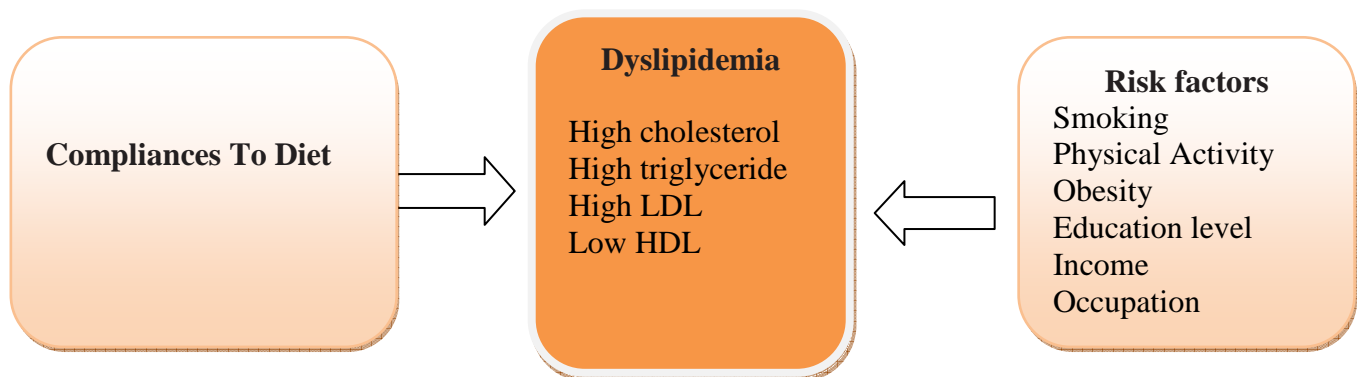 Compliances To Diet
Dyslipidemia
High cholesterol
High triglyceride
High LDL
Low HDL
Risk factors
Smoking
Physical Activity
Obesity
Education level
Income
Occupation